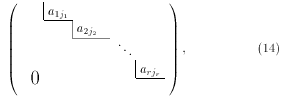 a_{1j_1}
a_{2j_2}
⋱
a_{rj_r}
0
, (14)